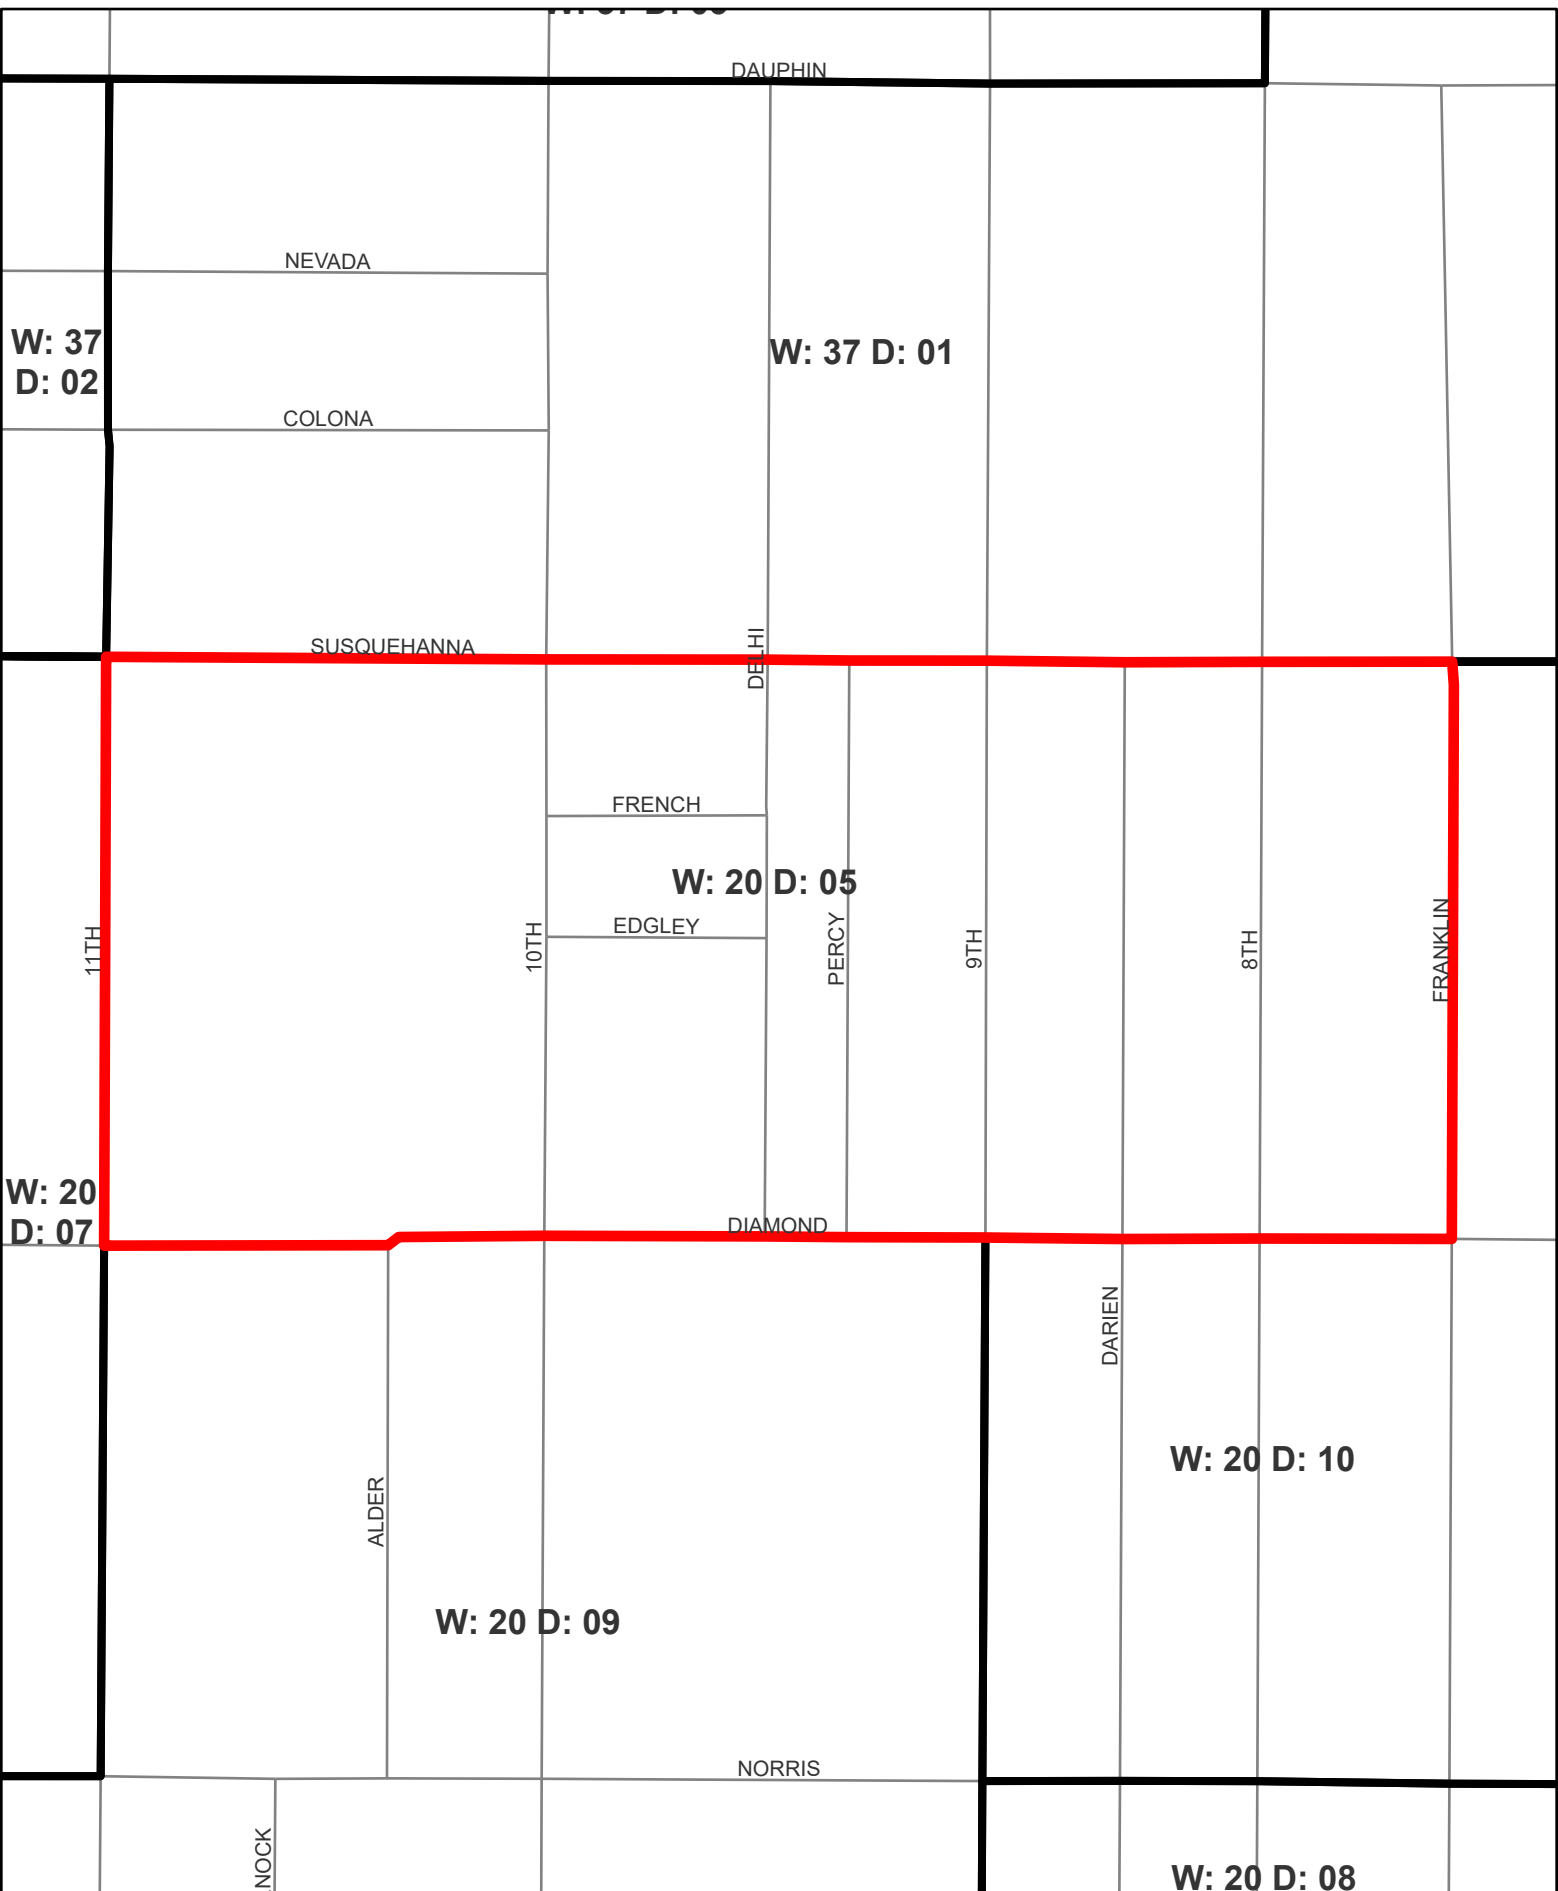 DAUPHIN
NEVADA
W: 37
D: 02
W: 37 D: 01
COLONA
SUSQUEHANNA
DELHI
FRENCH
W: 20 D: 05
EDGLEY
11TH
10TH
PERCY
9TH
8TH
FRANKLIN
W: 20
D: 07
DIAMOND
DARIEN
W: 20 D: 10
ALDER
W: 20 D: 09
NORRIS
NOCK
W: 20 D: 08